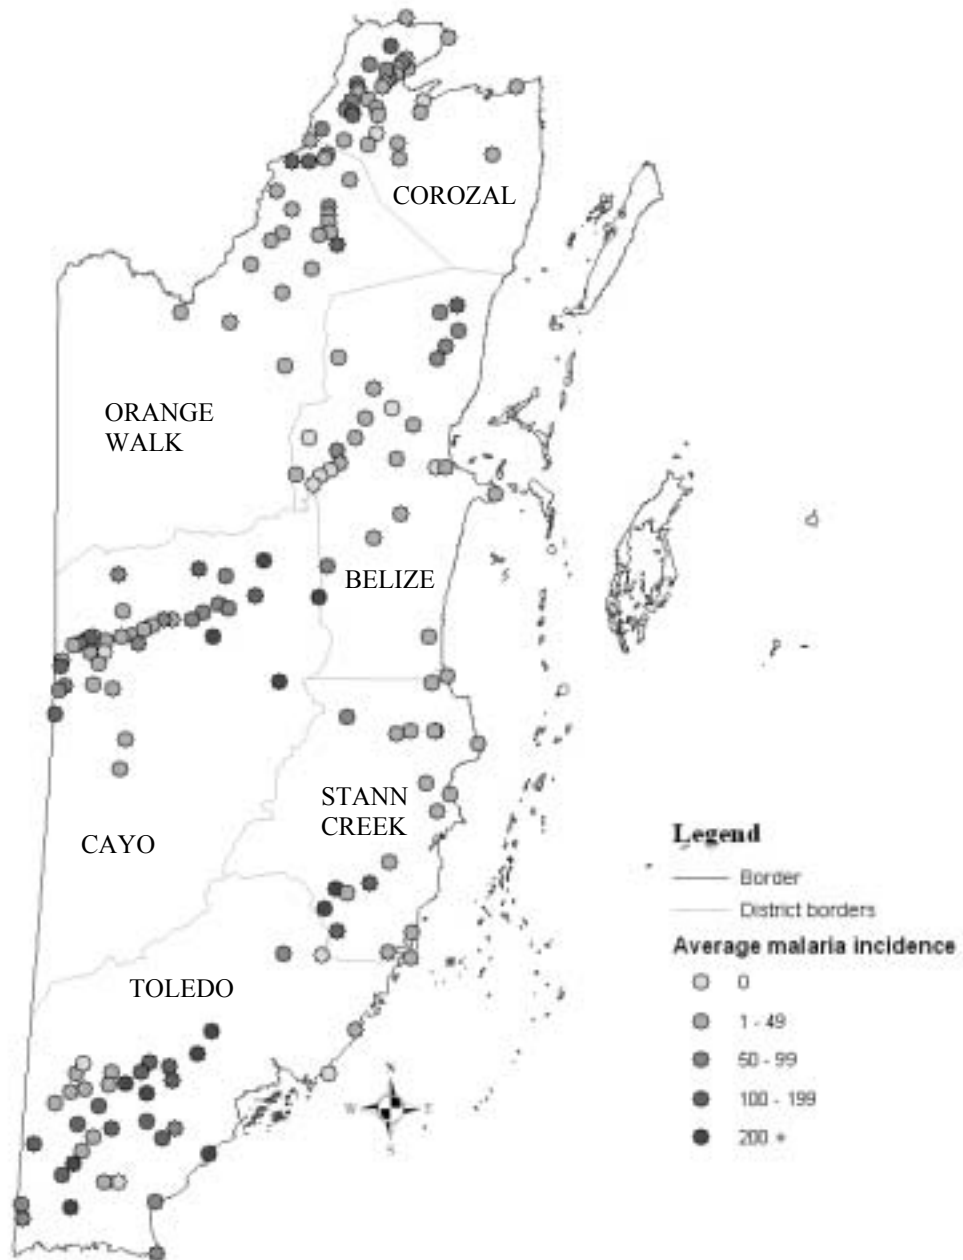 COROZAL
ORANGE
WALK
BELIZE
STANN
CREEK
CAYO
TOLEDO
Legend
Border
District borders
Average malaria incidence
0
1 - 49
50 - 99
100 - 199
200 +
N
W E
S